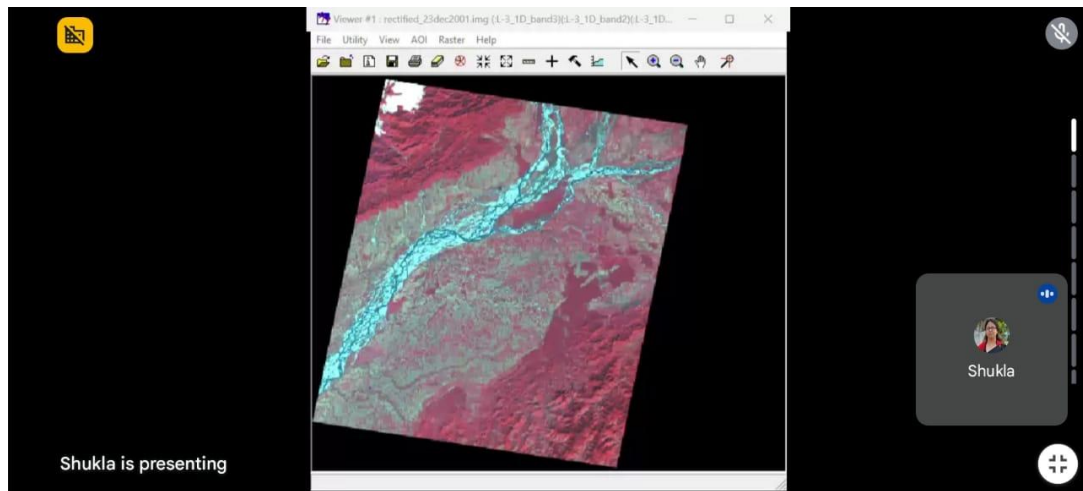 Viewer #1 : rectified_23dec2001.img (:L-3_1D_band3)(:L-3_1D_band2)(:L-3_1D...
File Utility View AOI Raster Help
Shukla
Shukla is presenting